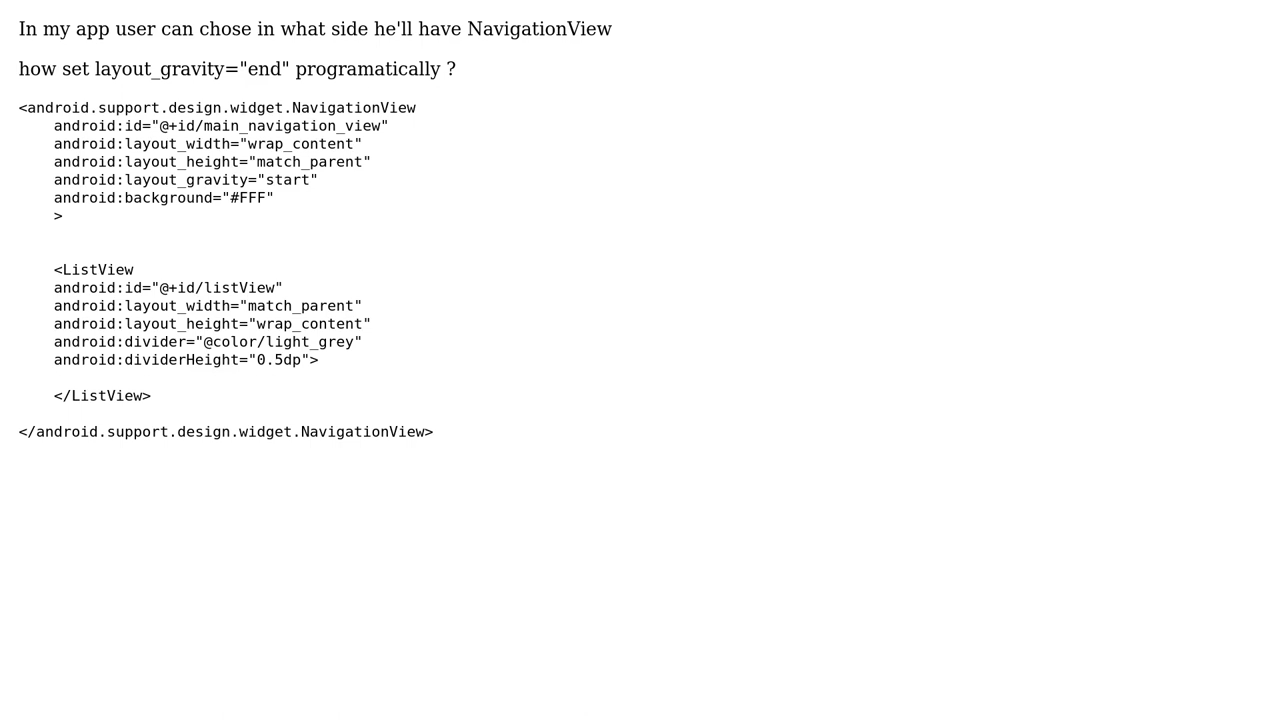 In my app user can chose in what side he'll have NavigationView
how set layout_gravity="end" programatically ?
<android.support.design.widget.NavigationView
    android:id="@+id/main_navigation_view"
    android:layout_width="wrap_content"
    android:layout_height="match_parent"
    android:layout_gravity="start"
    android:background="#FFF"
    >
    <ListView
    android:id="@+id/listView"
    android:layout_width="match_parent"
    android:layout_height="wrap_content"
    android:divider="@color/light_grey"
    android:dividerHeight="0.5dp">
    </ListView>
</android.support.design.widget.NavigationView>